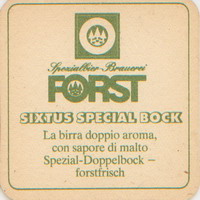 Spezialbier-Brauerei
FORST
SIXTUS SPECIAL BOCK
La birra doppio aroma,
con sapore di malto
Spezial-Doppelbock –
forstfrisch